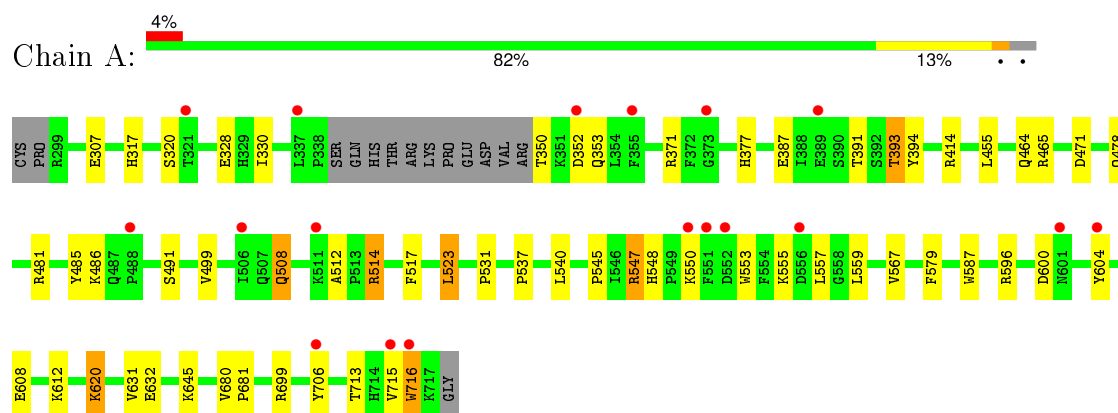 4%
Chain A:
82%
13%
CYS PRO R299 E307 H317 S320 T321 E328 H329 I330 L337 P338 SER GLN HIS THR ARG LYS PRO GLU ASP VAL ARG T350 K351 D352 Q353 L354 F355 R371 F372 G373 H377 E387 I388 E389 S390 T391 S392 T393 Y394 R414 L455 Q464 R465 D471 Q478
R481 Y485 K486 Q487 P488 S491 V499 I506 Q507 Q508 K511 A512 P513 R514 F517 L523 P531 P537 L540 P545 I546 R547 H548 P549 K550 F551 D552 W553 F554 K555 D556 L557 G558 L559 V567 F579 W587 R596 D600 N601 Y604
E608 K612 K620 V631 E632 K645 V680 P681 R699 Y706 T713 H714 V715 W716 K717 GLY